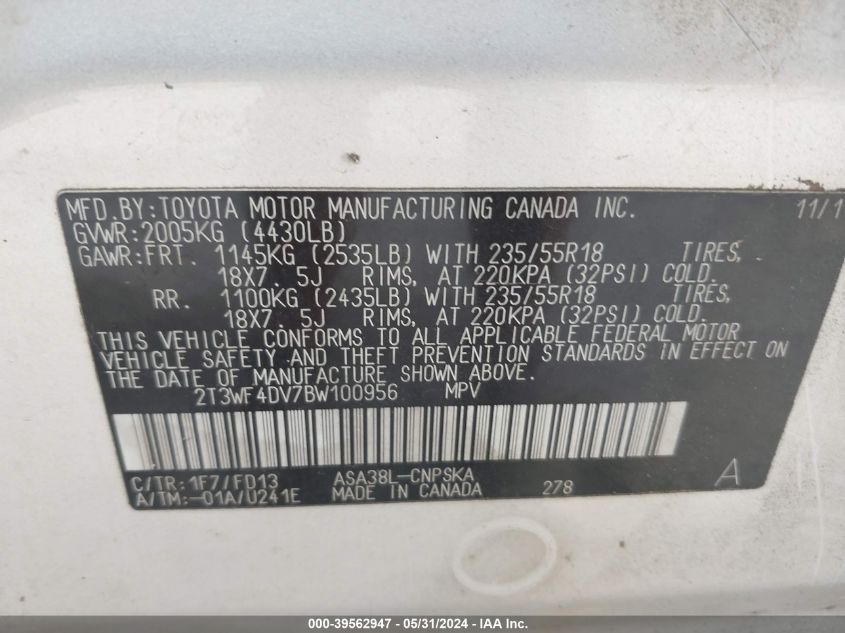 MFD.BY:TOYOTA MOTOR MANUFACTURING CANADA INC. 11/1
GVWR:2005KG (4430LB)
GAWR:FRT. 1145KG (2535LB) WITH 235/55R18 TIRES,
18X7. 5J RIMS, AT 220KPA (32PSI) COLD.
RR. 1100KG (2435LB) WITH 235/55R18 TIRES,
18X7. 5J RIMS, AT 220KPA (32PSI) COLD.
THIS VEHICLE CONFORMS TO ALL APPLICABLE FEDERAL MOTOR
VEHICLE SAFETY AND THEFT PREVENTION STANDARDS IN EFFECT ON
THE DATE OF MANUFACTURE SHOWN ABOVE.
2T3WF4DV7BW100956 MPV
C/TR:1F7/FD13 ASA38L-CNPSKA A
A/TM:-01A/U241E MADE IN CANADA 278
000-39562947 - 05/31/2024 - IAA Inc.